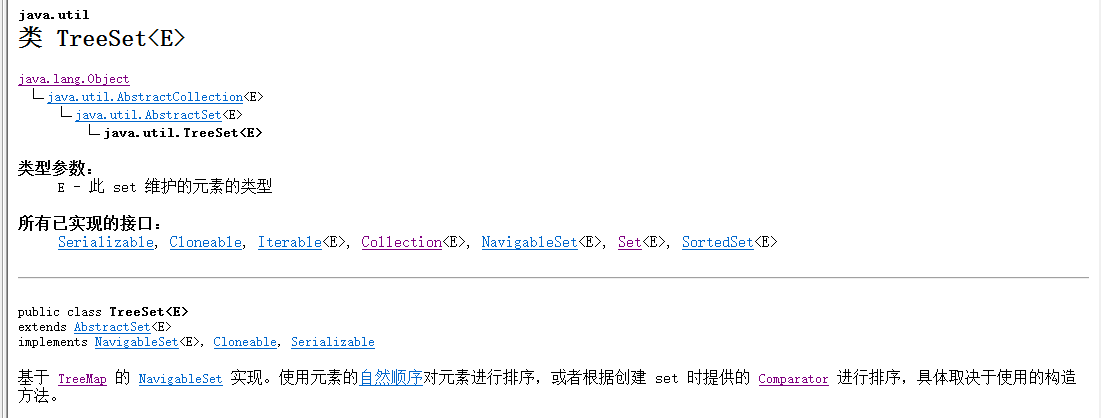 java.util
类 TreeSet<E>
java.lang.Object
java.util.AbstractCollection<E>
java.util.AbstractSet<E>
java.util.TreeSet<E>
类型参数：
E - 此 set 维护的元素的类型
所有已实现的接口：
Serializable, Cloneable, Iterable<E>, Collection<E>, NavigableSet<E>, Set<E>, SortedSet<E>
public class TreeSet<E>
extends AbstractSet<E>
implements NavigableSet<E>, Cloneable, Serializable
基于 TreeMap 的 NavigableSet 实现。使用元素的自然顺序对元素进行排序，或者根据创建 set 时提供的 Comparator 进行排序，具体取决于使用的构造
方法。